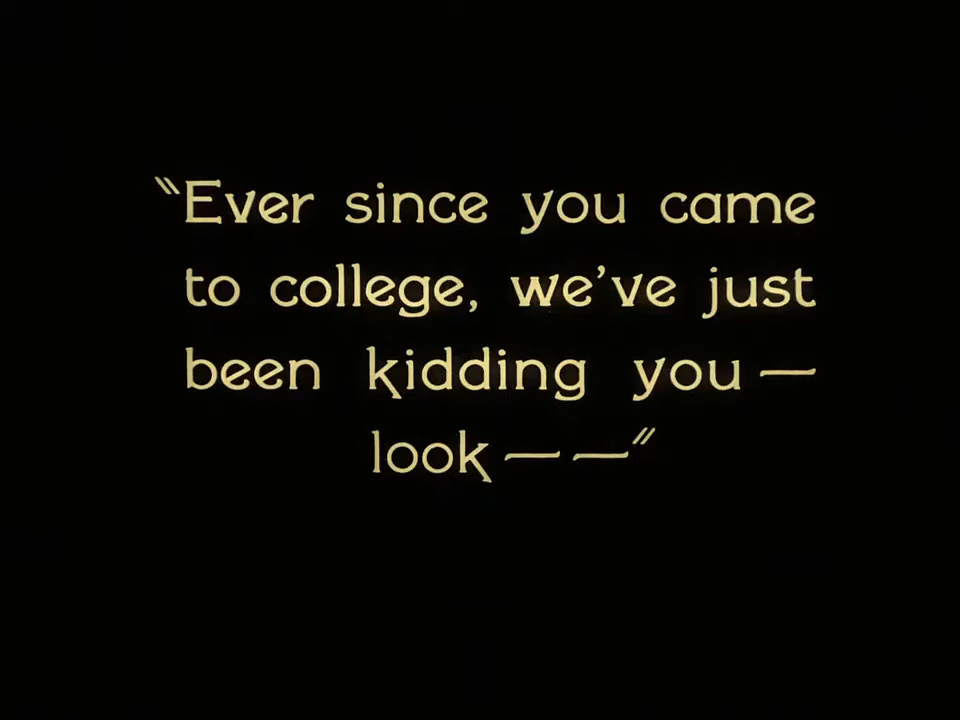 "Ever since you came
to college, we've just
been kidding you —
look — —"